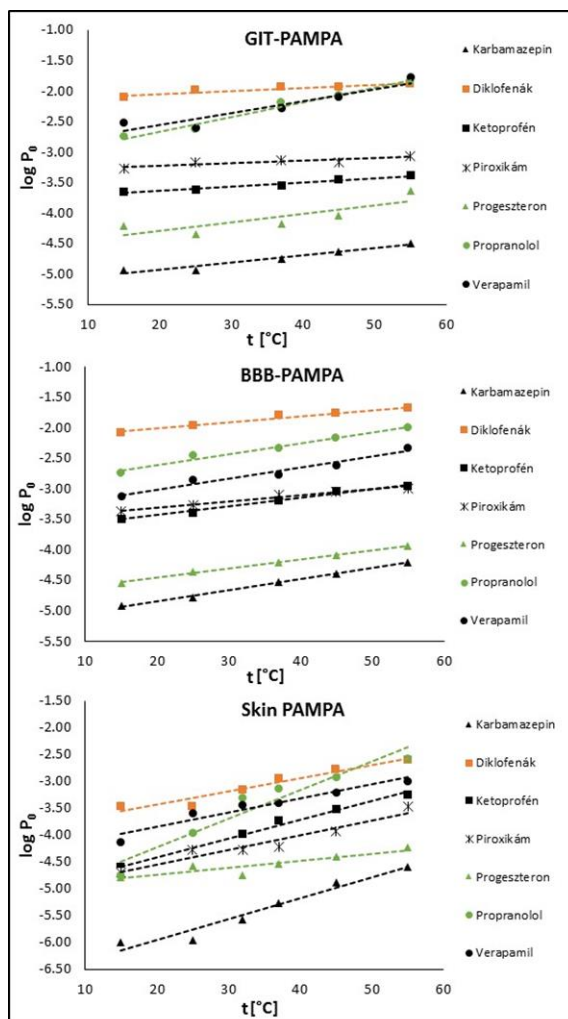 GIT-PAMPA
-1.00
-1.50
-2.00
-2.50
-3.00
-3.50
-4.00
-4.50
-5.00
-5.50
log P0
10 20 30 40 50 60
t [°C]
Karbamazepin
Diklofenák
Ketoprofén
Piroxikám
Progeszteron
Propranolol
Verapamil
BBB-PAMPA
-1.00
-1.50
-2.00
-2.50
-3.00
-3.50
-4.00
-4.50
-5.00
-5.50
log P0
10 20 30 40 50 60
t [°C]
Karbamazepin
Diklofenák
Ketoprofén
Piroxikám
Progeszteron
Propranolol
Verapamil
Skin PAMPA
-1.50
-2.00
-2.50
-3.00
-3.50
-4.00
-4.50
-5.00
-5.50
-6.00
-6.50
log P0
10 20 30 40 50 60
t [°C]
Karbamazepin
Diklofenák
Ketoprofén
Piroxikám
Progeszteron
Propranolol
Verapamil